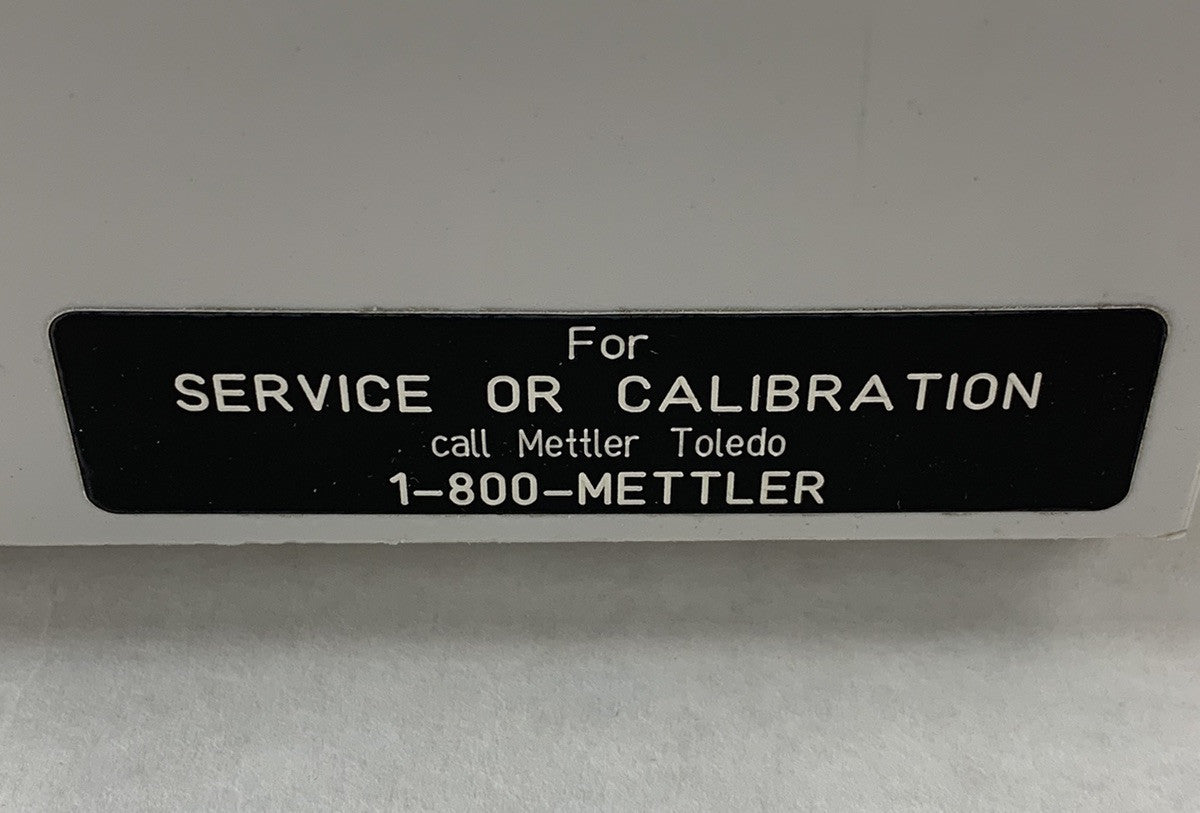 For
SERVICE OR CALIBRATION
call Mettler Toledo
1-800-METTLER